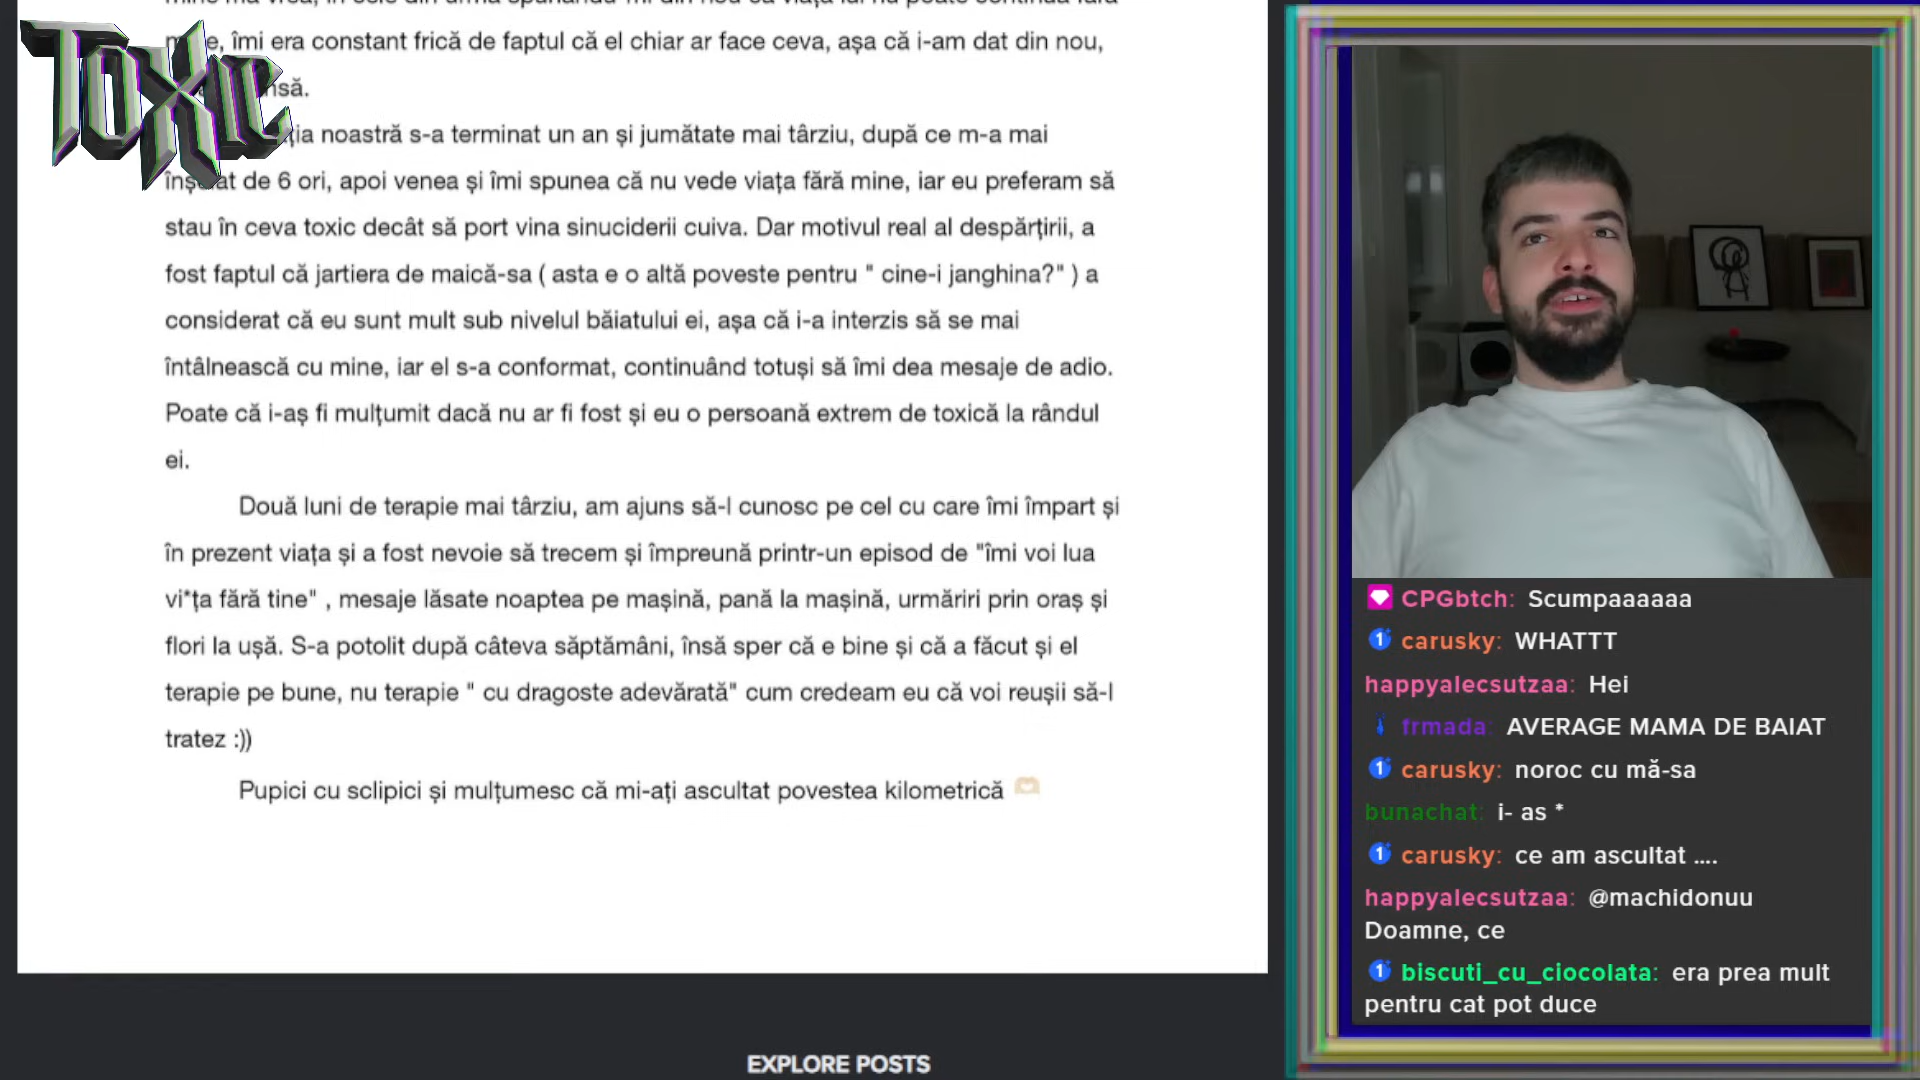 TOXIC
îmi era constant frică de faptul că el chiar ar face ceva, așa că i-am dat din nou,
noastră s-a terminat un an și jumătate mai târziu, după ce m-a mai
de 6 ori, apoi venea și îmi spunea că nu vede viața fără mine, iar eu preferam să
stau în ceva toxic decât să port vina sinuciderii cuiva. Dar motivul real al despărțirii, a
fost faptul că jartiera de maică-sa ( asta e o altă poveste pentru " cine-i janghina?" ) a
considerat că eu sunt mult sub nivelul băiatului ei, așa că i-a interzis să se mai
întâlnească cu mine, iar el s-a conformat, continuând totuși să îmi dea mesaje de adio.
Poate că i-aș fi mulțumit dacă nu ar fi fost și eu o persoană extrem de toxică la rândul
ei.
Două luni de terapie mai târziu, am ajuns să-l cunosc pe cel cu care îmi împart și
în prezent viața și a fost nevoie să trecem și împreună printr-un episod de "îmi voi lua
vi*ța fără tine" , mesaje lăsate noaptea pe mașină, pană la mașină, urmăriri prin oraș și
flori la ușă. S-a potolit după câteva săptămâni, însă sper că e bine și că a făcut și el
terapie pe bune, nu terapie " cu dragoste adevărată" cum credeam eu că voi reușii să-l
tratez :))
Pupici cu sclipici și mulțumesc că mi-ați ascultat povestea kilometrică
EXPLORE POSTS
CPGbtch: Scumpaaaaaa
carusky: WHATTT
happyalecsutzaa: Hei
frmada: AVERAGE MAMA DE BAIAT
carusky: noroc cu mă-sa
bunachat: i- as *
carusky: ce am ascultat ....
happyalecsutzaa: @machidonuu
Doamne, ce
biscuti_cu_ciocolata: era prea mult
pentru cat pot duce